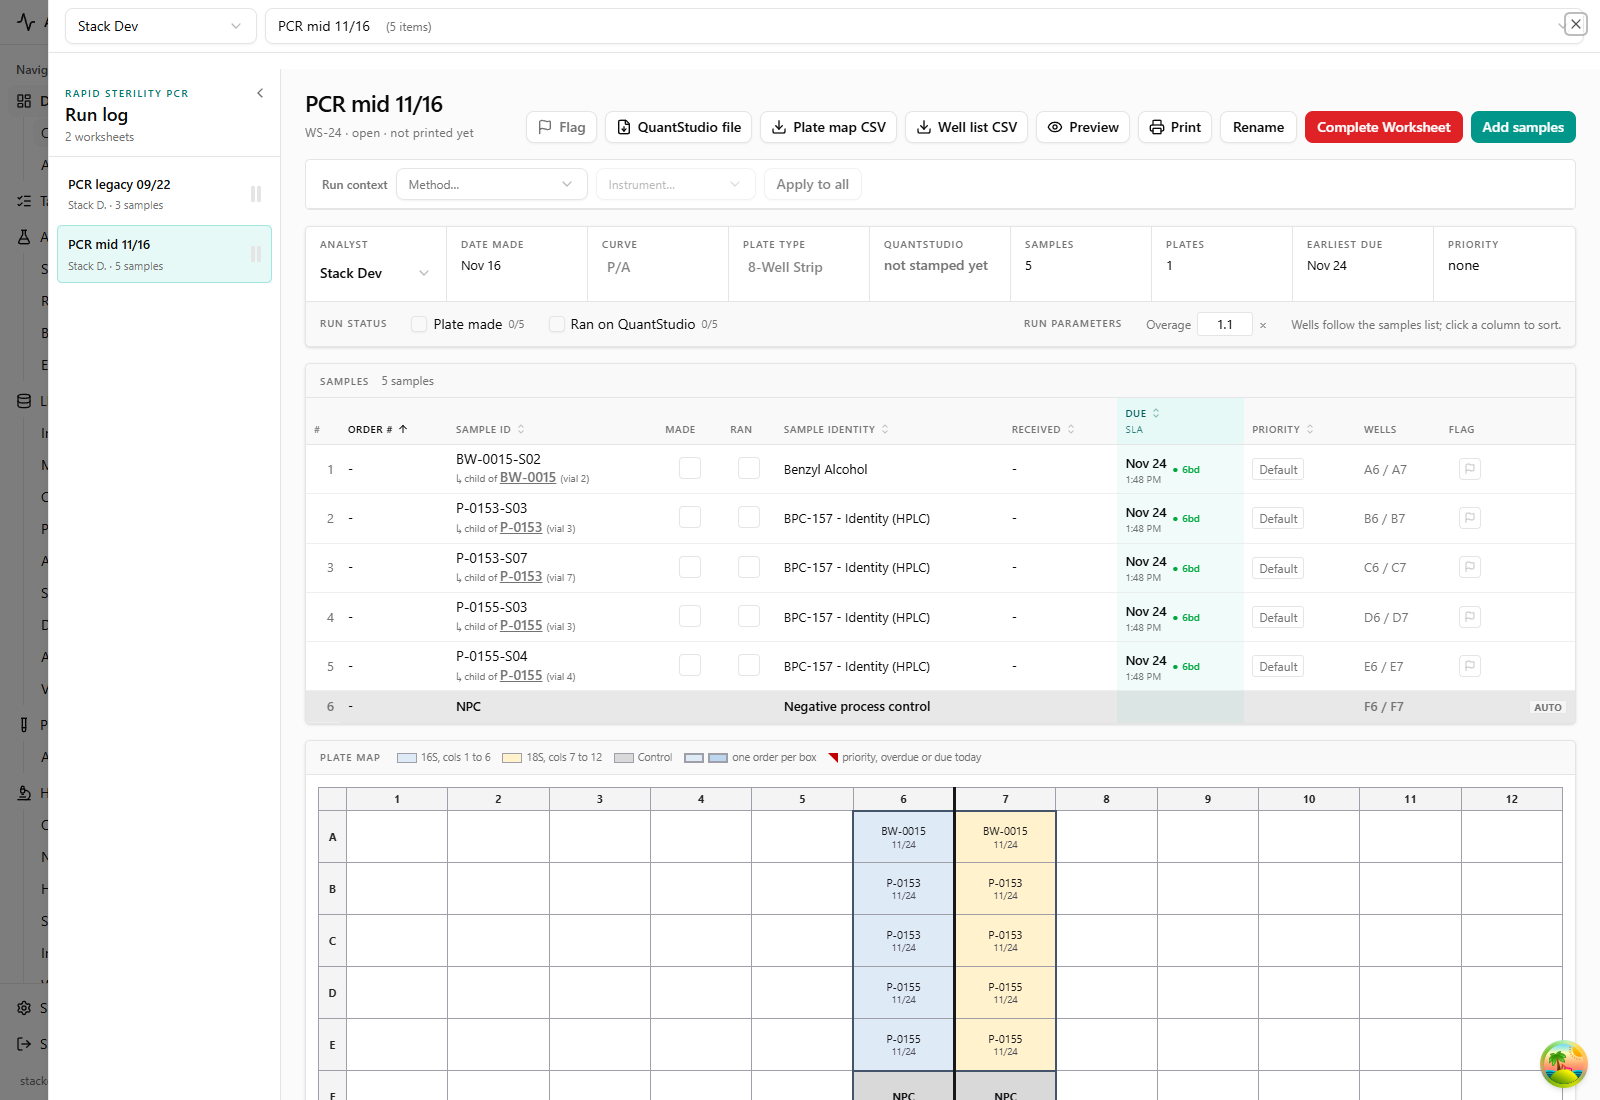 Stack Dev
PCR mid 11/16 (5 items)
Navig
RAPID STERILITY PCR
Run log
2 worksheets
PCR legacy 09/22
Stack D. · 3 samples
PCR mid 11/16
Stack D. · 5 samples
stack
PCR mid 11/16
WS-24 · open · not printed yet
Flag
QuantStudio file
Plate map CSV
Well list CSV
Preview
Print
Rename
Complete Worksheet
Add samples
Run context
Method...
Instrument...
Apply to all
ANALYST
Stack Dev
DATE MADE
Nov 16
CURVE
P/A
PLATE TYPE
8-Well Strip
QUANTSTUDIO
not stamped yet
SAMPLES
5
PLATES
1
EARLIEST DUE
Nov 24
PRIORITY
none
RUN STATUS
Plate made 0/5
Ran on QuantStudio 0/5
RUN PARAMETERS
Overage 1.1 ×
Wells follow the samples list; click a column to sort.
SAMPLES 5 samples
# ORDER # SAMPLE ID MADE RAN SAMPLE IDENTITY RECEIVED DUE SLA PRIORITY WELLS FLAG
1 - BW-0015-S02 Benzyl Alcohol - Nov 24 1:48 PM 6bd Default A6 / A7
↳ child of BW-0015 (vial 2)
2 - P-0153-S03 BPC-157 - Identity (HPLC) - Nov 24 1:48 PM 6bd Default B6 / B7
↳ child of P-0153 (vial 3)
3 - P-0153-S07 BPC-157 - Identity (HPLC) - Nov 24 1:48 PM 6bd Default C6 / C7
↳ child of P-0153 (vial 7)
4 - P-0155-S03 BPC-157 - Identity (HPLC) - Nov 24 1:48 PM 6bd Default D6 / D7
↳ child of P-0155 (vial 3)
5 - P-0155-S04 BPC-157 - Identity (HPLC) - Nov 24 1:48 PM 6bd Default E6 / E7
↳ child of P-0155 (vial 4)
6 - NPC Negative process control F6 / F7 AUTO
PLATE MAP 16S, cols 1 to 6 18S, cols 7 to 12 Control one order per box priority, overdue or due today
1 2 3 4 5 6 7 8 9 10 11 12
A BW-0015 11/24 BW-0015 11/24
B P-0153 11/24 P-0153 11/24
C P-0153 11/24 P-0153 11/24
D P-0155 11/24 P-0155 11/24
E P-0155 11/24 P-0155 11/24
F NPC NPC